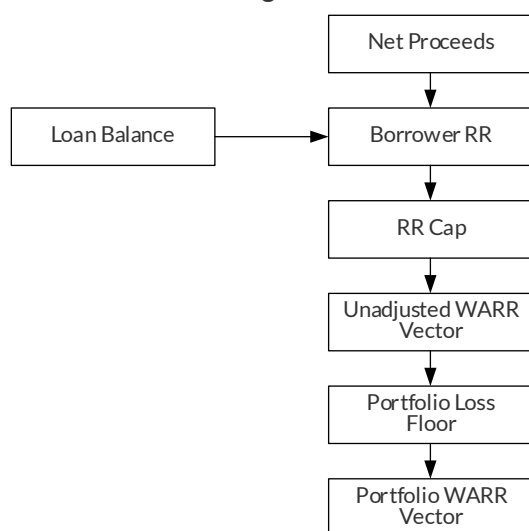 Net Proceeds
Loan Balance
Borrower RR
RR Cap
Unadjusted WARR
Vector
Portfolio Loss
Floor
Portfolio WARR
Vector